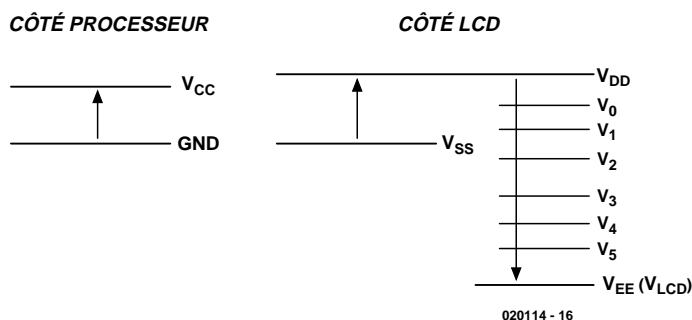 CÔTÉ PROCESSEUR
CÔTÉ LCD
VCC
GND
VDD
VSS
V0
V1
V2
V3
V4
V5
VEE (VLCD)
020114 - 16